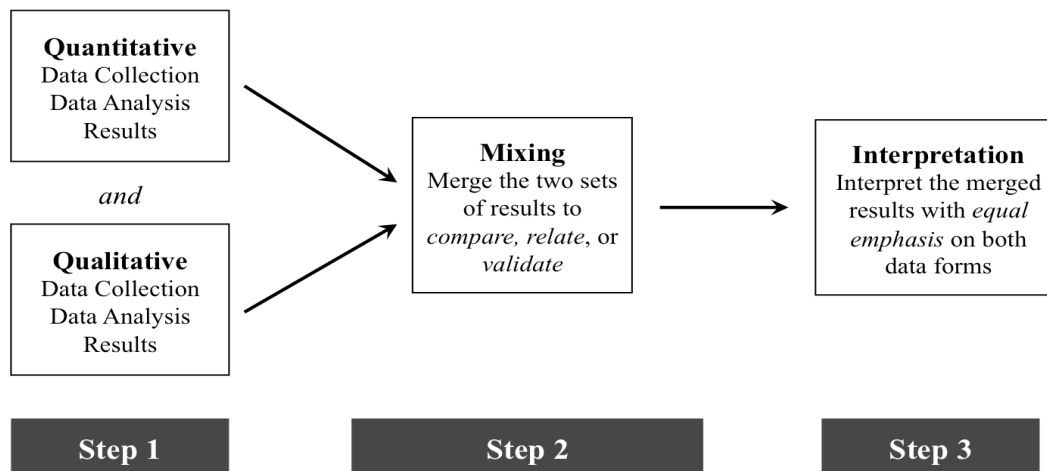 Quantitative
Data Collection
Data Analysis
Results
and
Qualitative
Data Collection
Data Analysis
Results
Mixing
Merge the two sets
of results to
compare, relate, or
validate
Interpretation
Interpret the merged
results with equal
emphasis on both
data forms
Step 1
Step 2
Step 3